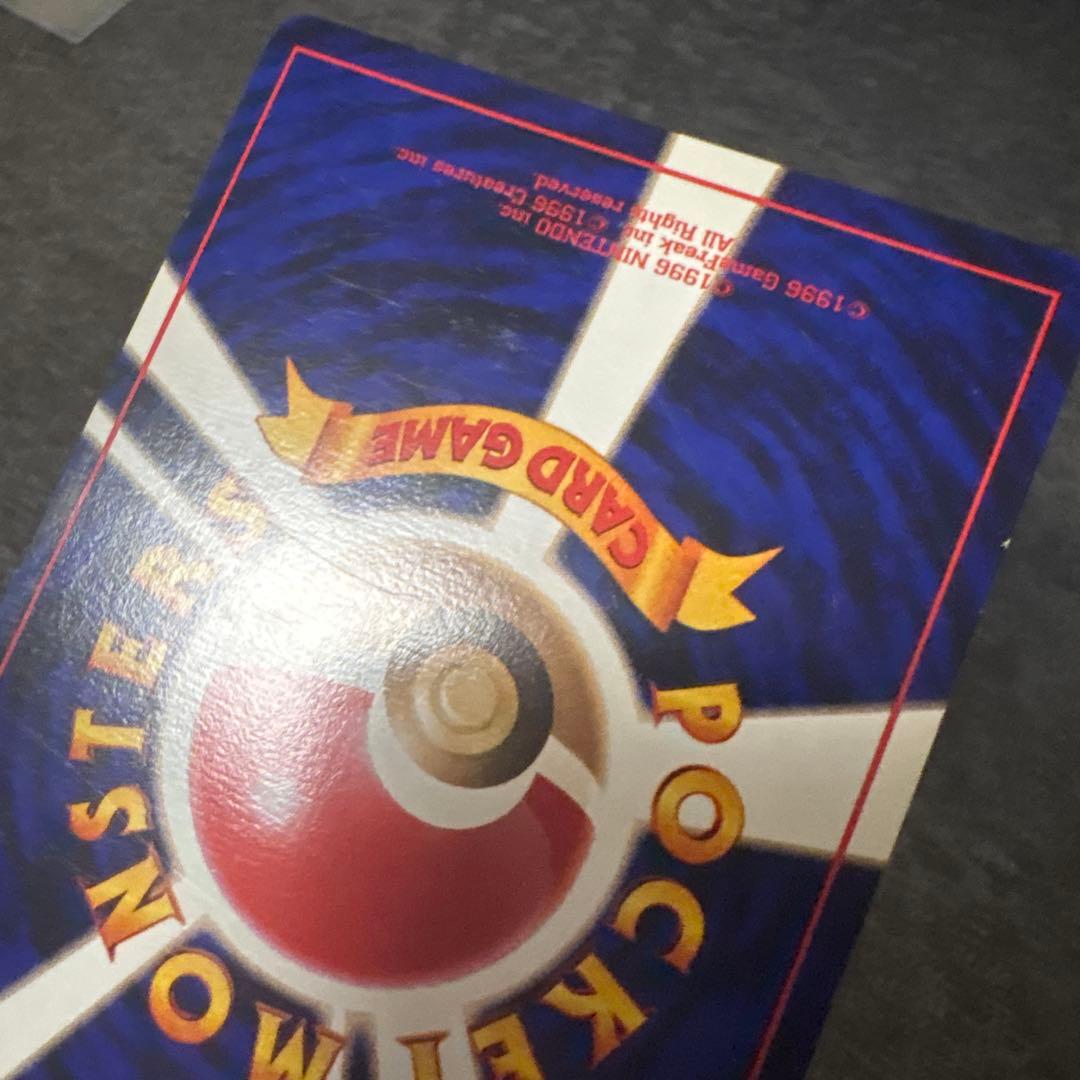 POCKET MONSTERS
CARD GAME
©1996 NINTENDO inc.
©1996 GameFreak inc. ©1996 Creatures inc.
All Rights reserved.